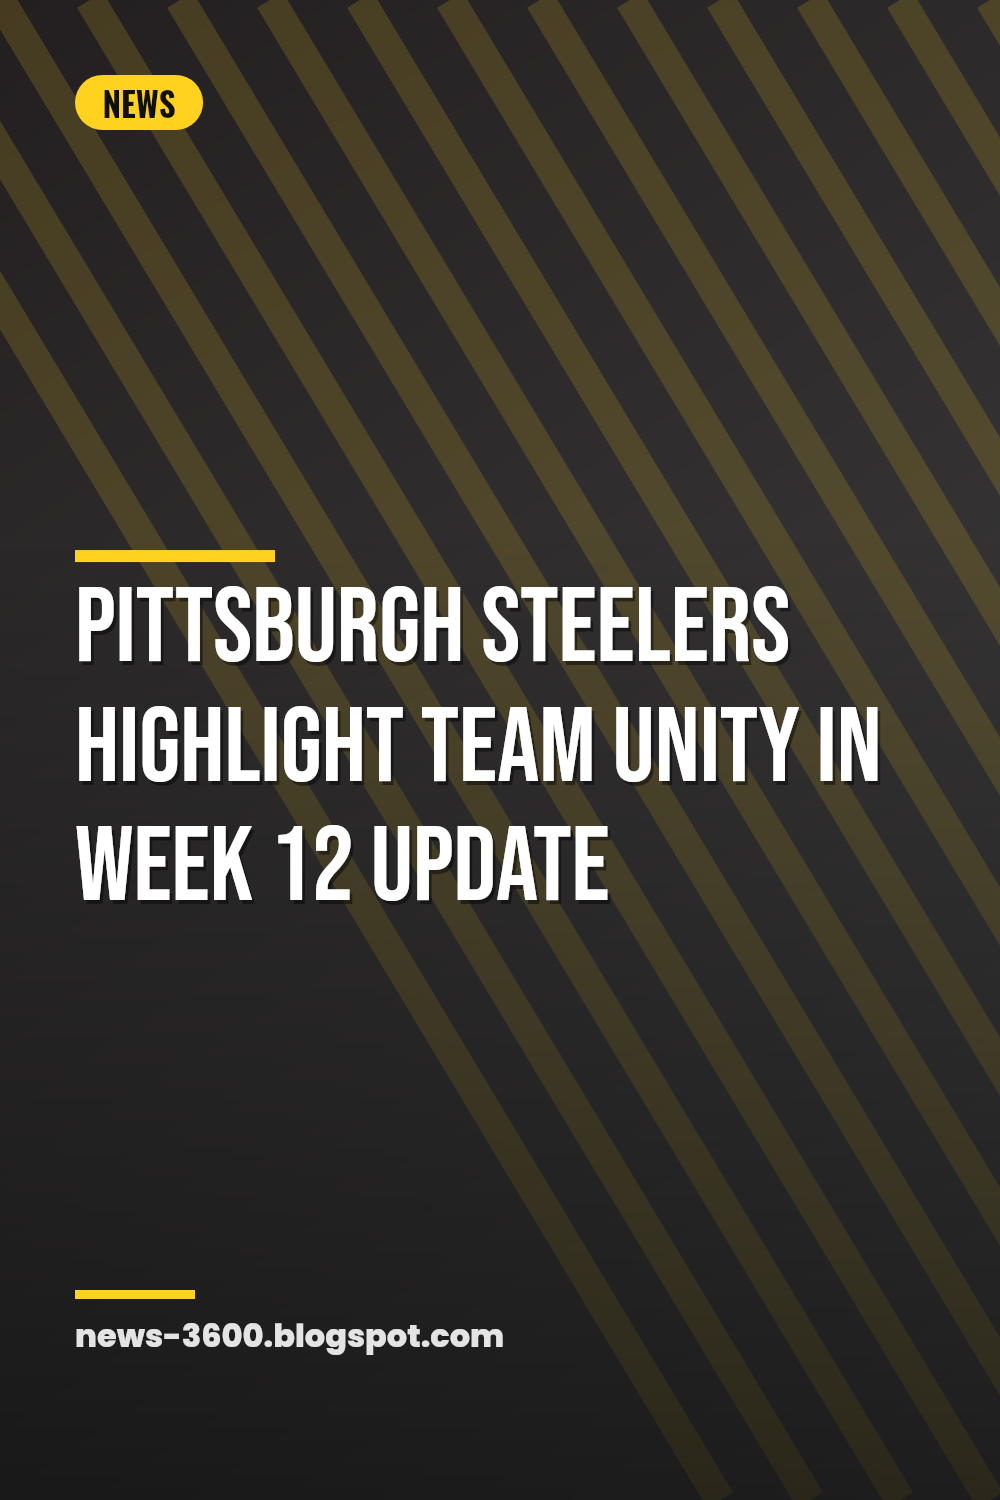 NEWS
PITTSBURGH STEELERS
HIGHLIGHT TEAM UNITY IN
WEEK 12 UPDATE
news-3600.blogspot.com